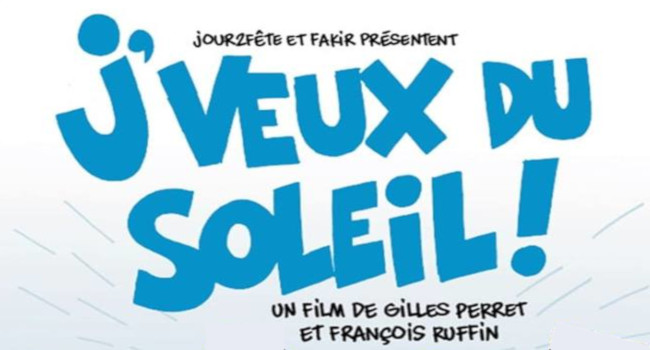 JOUR2FÊTE ET FAKIR PRÉSENTENT
J'VEUX DU
SOLEIL !
UN FILM DE GILLES PERRET
ET FRANÇOIS RUFFIN